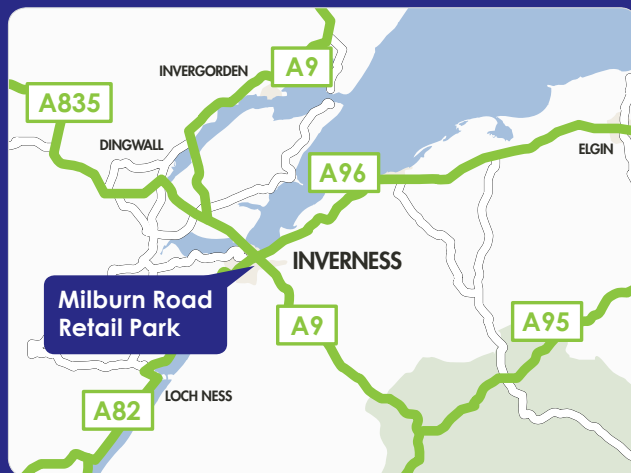 INVERGORDEN
A9
A835
DINGWALL
ELGIN
A96
INVERNESS
Milburn Road
Retail Park
A9
A95
LOCH NESS
A82